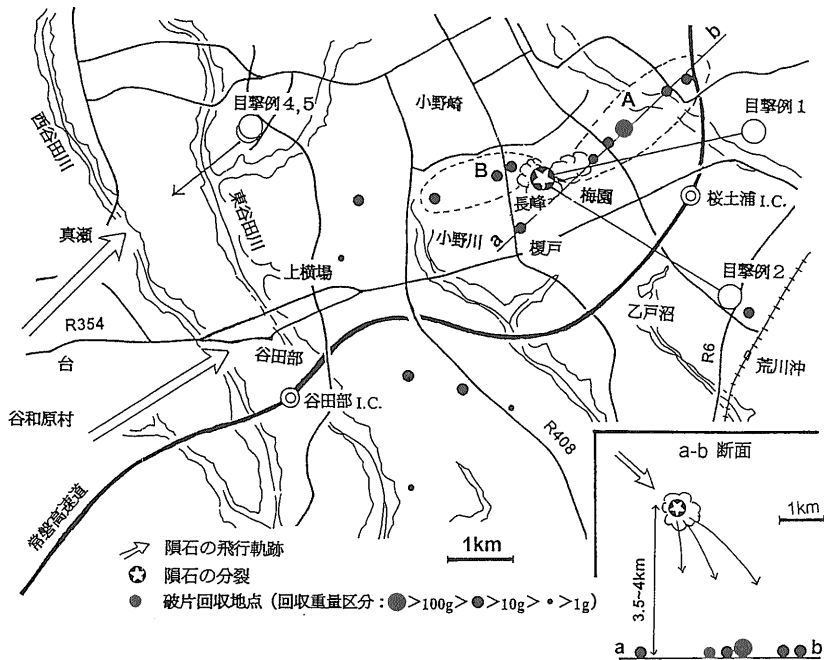 b
目撃例4,5
小野崎
A
目撃例1
西谷田川
B
長峰
梅園
桜土浦 I.C.
東谷田川
小野川
a
榎戸
真瀬
上横場
目撃例2
乙戸沼
R354
谷田部
R6
荒川沖
台
谷田部 I.C.
谷和原村
R408
常磐高速道
a-b 断面
1km
3.5~4km
a
b
1km
隕石の飛行軌跡
隕石の分裂
破片回収地点(回収重量区分:>100g>>10g>>1g)